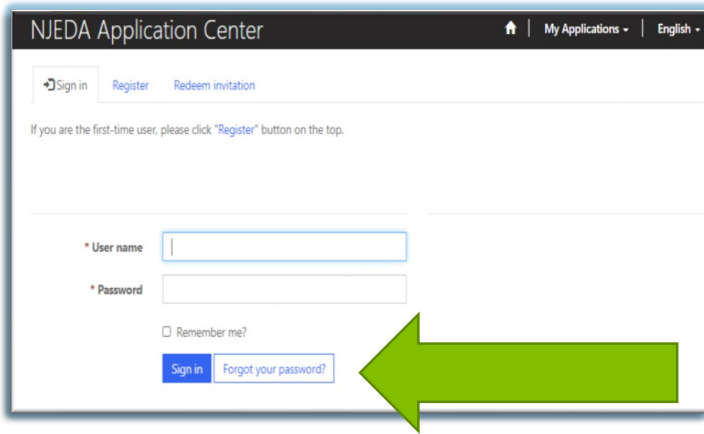 NJEDA Application Center
My Applications
English
Sign in
Register
Redeem invitation
If you are the first-time user, please click "Register" button on the top.
* User name
* Password
Remember me?
Sign in
Forgot your password?